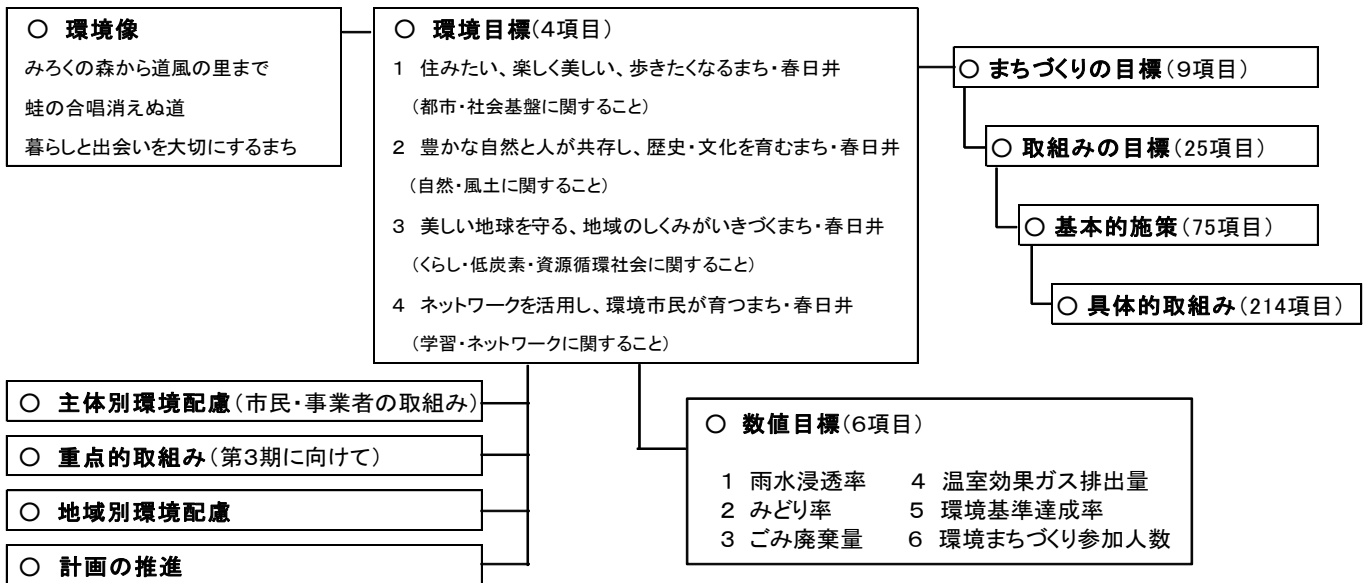 ○ 環境像
みろくの森から道風の里まで
蛙の合唱消えぬ道
暮らしと出会いを大切にするまち
○ 環境目標(4項目)
1 住みたい、楽しく美しい、歩きたくなるまち・春日井
(都市・社会基盤に関すること)
2 豊かな自然と人が共存し、歴史・文化を育むまち・春日井
(自然・風土に関すること)
3 美しい地球を守る、地域のしくみがいきづくまち・春日井
(くらし・低炭素・資源循環社会に関すること)
4 ネットワークを活用し、環境市民が育つまち・春日井
(学習・ネットワークに関すること)
○ まちづくりの目標(9項目)
○ 取組みの目標(25項目)
○ 基本的施策(75項目)
○ 具体的取組み(214項目)
○ 主体別環境配慮(市民・事業者の取組み)
○ 重点的取組み(第3期に向けて)
○ 地域別環境配慮
○ 計画の推進
○ 数値目標(6項目)
1 雨水浸透率 4 温室効果ガス排出量
2 みどり率 5 環境基準達成率
3 ごみ廃棄量 6 環境まちづくり参加人数